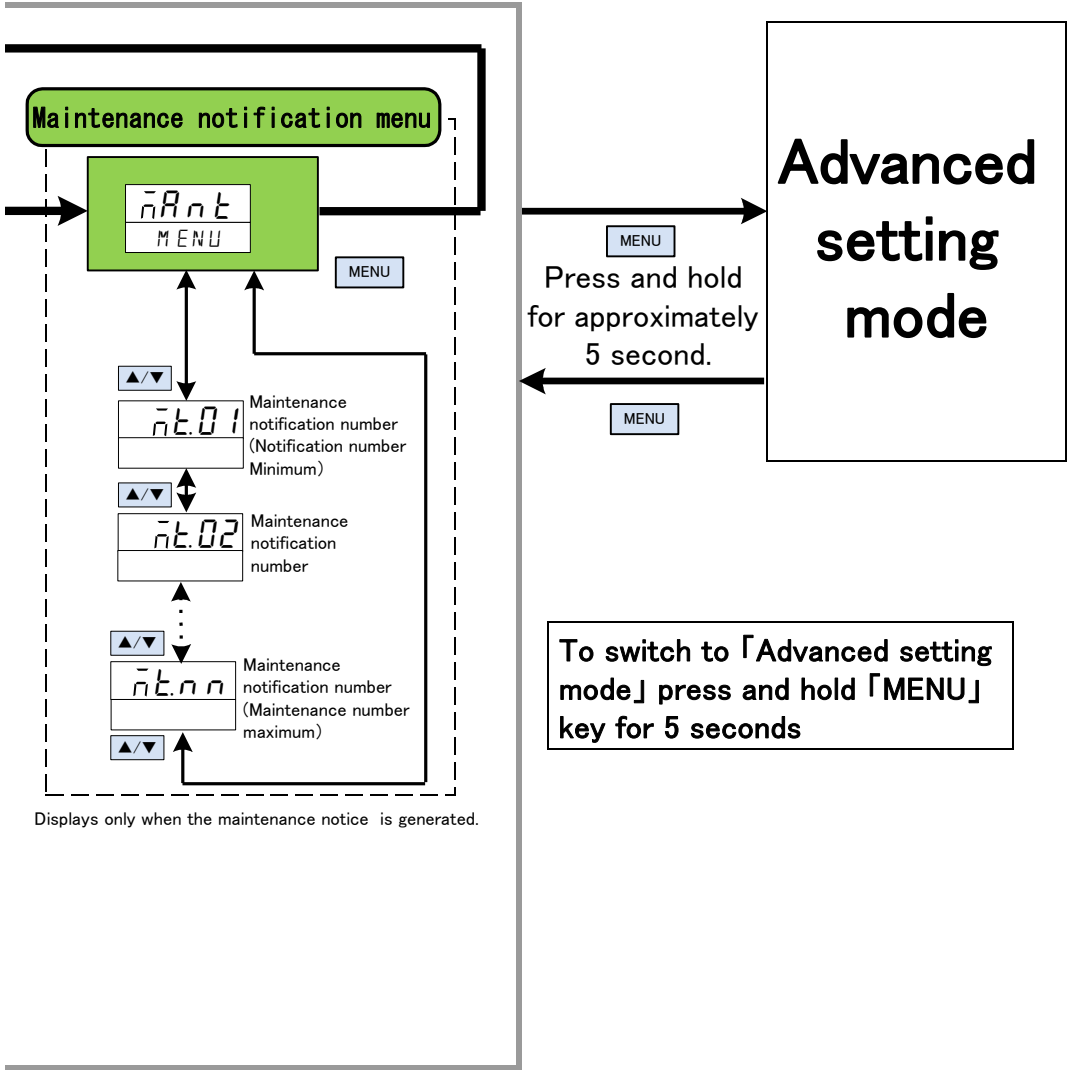 Maintenance notification menu
mAnt
MENU
MENU
▲/▼
mt.01
Maintenance
notification number
(Notification number
Minimum)
▲/▼
mt.02
Maintenance
notification
number
▲/▼
mt.nn
Maintenance
notification number
(Maintenance number
maximum)
▲/▼
Displays only when the maintenance notice is generated.
MENU
Press and hold
for approximately
5 second.
MENU
Advanced
setting
mode
To switch to「Advanced setting
mode」press and hold「MENU」
key for 5 seconds